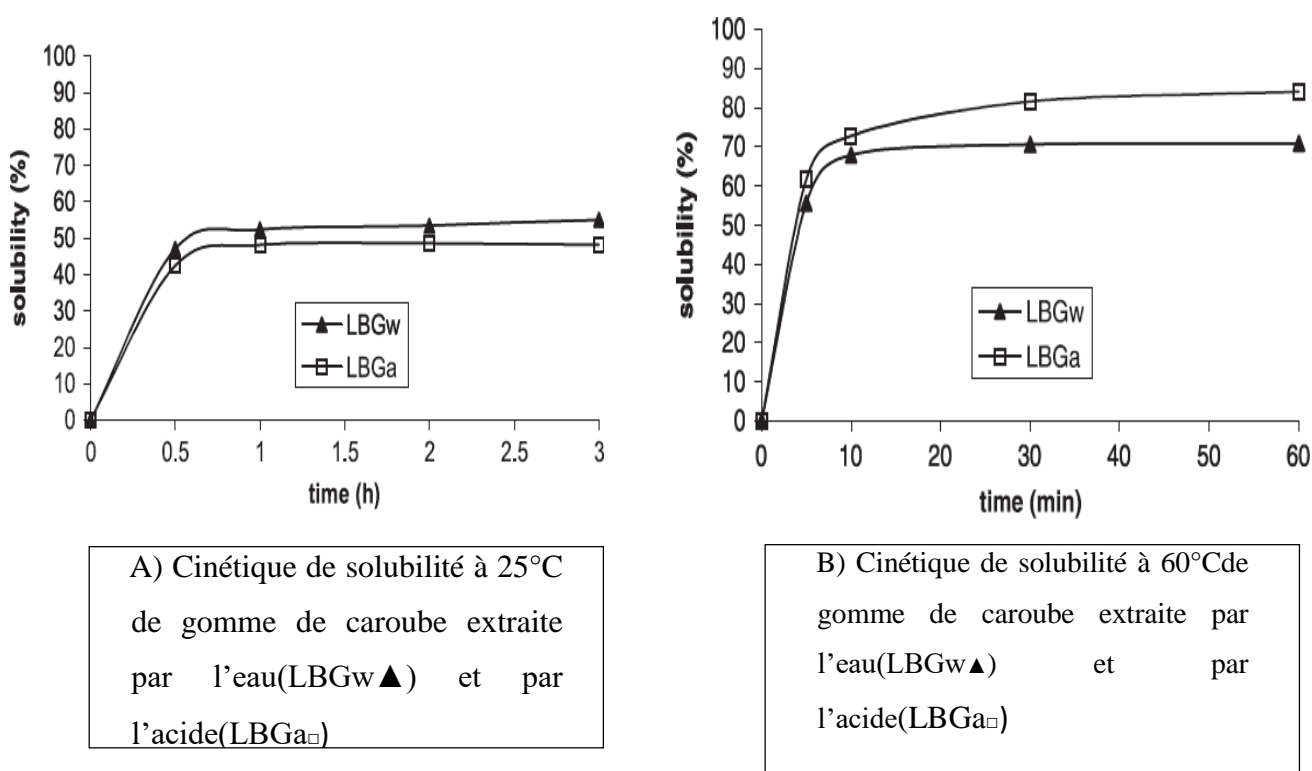 100
90
80
70
60
50
40
30
20
10
0
solubility (%)
0 0.5 1 1.5 2 2.5 3
time (h)
▲ LBGw
□ LBGa
A) Cinétique de solubilité à 25°C
de gomme de caroube extraite
par l’eau(LBGw▲) et par
l’acide(LBGa□)
100
90
80
70
60
50
40
30
20
10
0
solubility (%)
0 10 20 30 40 50 60
time (min)
▲ LBGw
□ LBGa
B) Cinétique de solubilité à 60°Cde
gomme de caroube extraite par
l’eau(LBGw▲) et par
l’acide(LBGa□)